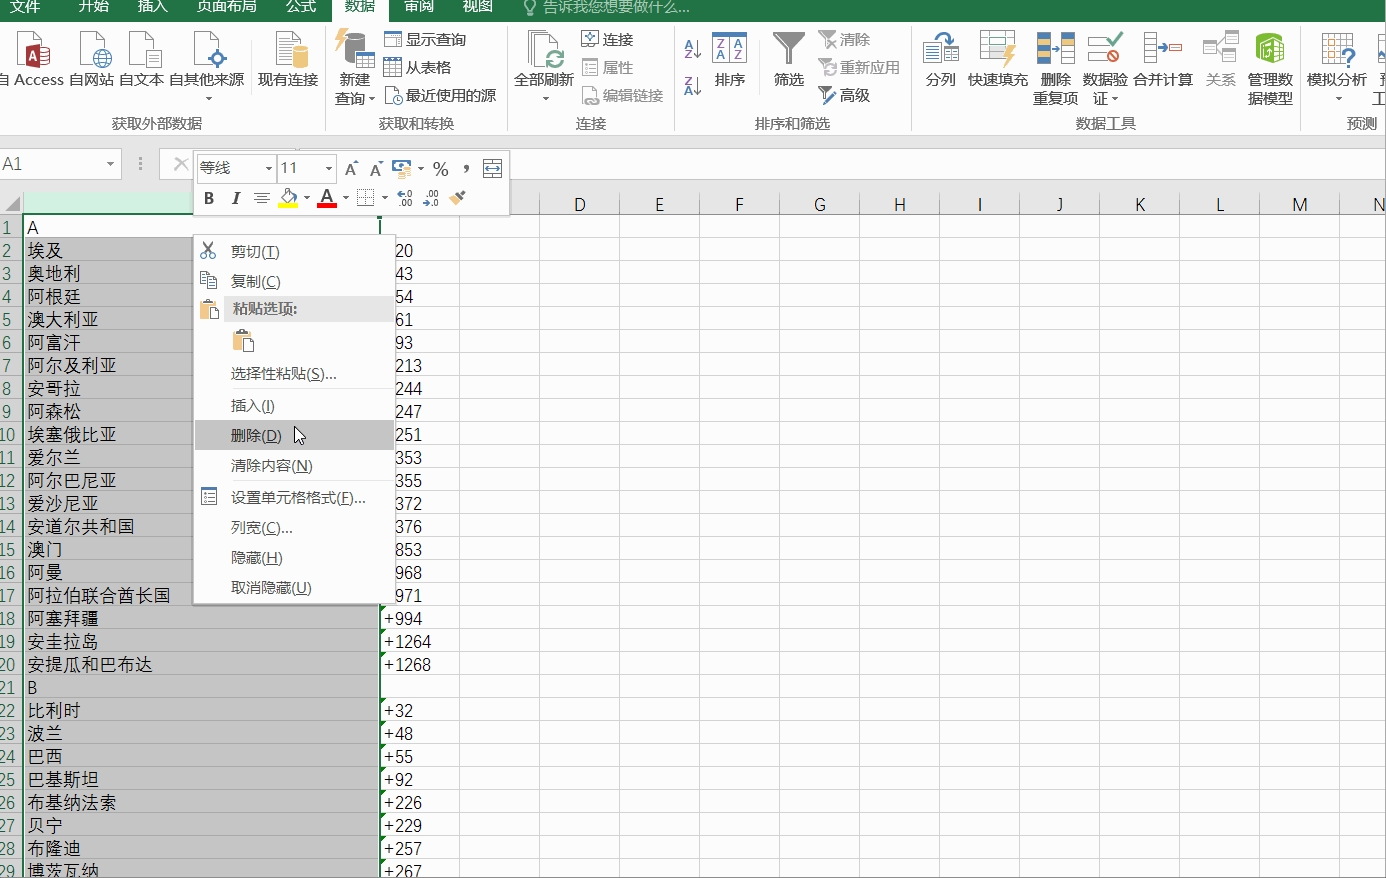 文件 开始 插入 页面布局 公式 数据 审阅 视图 告诉我您想要做什么...
自 Access 自网站 自文本 自其他来源 现有连接
获取外部数据
新建
查询
显示查询
从表格
最近使用的源
获取和转换
全部刷新
连接
属性
编辑链接
连接
排序
筛选
清除
重新应用
高级
排序和筛选
分列 快速填充 删除
重复项 数据验
证 合并计算 关系 管理数
据模型
数据工具
模拟分析
预测
A1
等线 11 A A % ,
B I A .0 .00 .00 .0
D E F G H I J K L M N
1 A
2 埃及 20
3 奥地利 43
4 阿根廷 54
5 澳大利亚 61
6 阿富汗 93
7 阿尔及利亚 213
8 安哥拉 244
9 阿森松 247
10 埃塞俄比亚 251
11 爱尔兰 353
12 阿尔巴尼亚 355
13 爱沙尼亚 372
14 安道尔共和国 376
15 澳门 853
16 阿曼 968
17 阿拉伯联合酋长国 971
18 阿塞拜疆 +994
19 安圭拉岛 +1264
20 安提瓜和巴布达 +1268
21 B
22 比利时 +32
23 波兰 +48
24 巴西 +55
25 巴基斯坦 +92
26 布基纳法索 +226
27 贝宁 +229
28 布隆迪 +257
29 博茨瓦纳 +267
剪切(T)
复制(C)
粘贴选项:
选择性粘贴(S)...
插入(I)
删除(D)
清除内容(N)
设置单元格格式(F)...
列宽(C)...
隐藏(H)
取消隐藏(U)